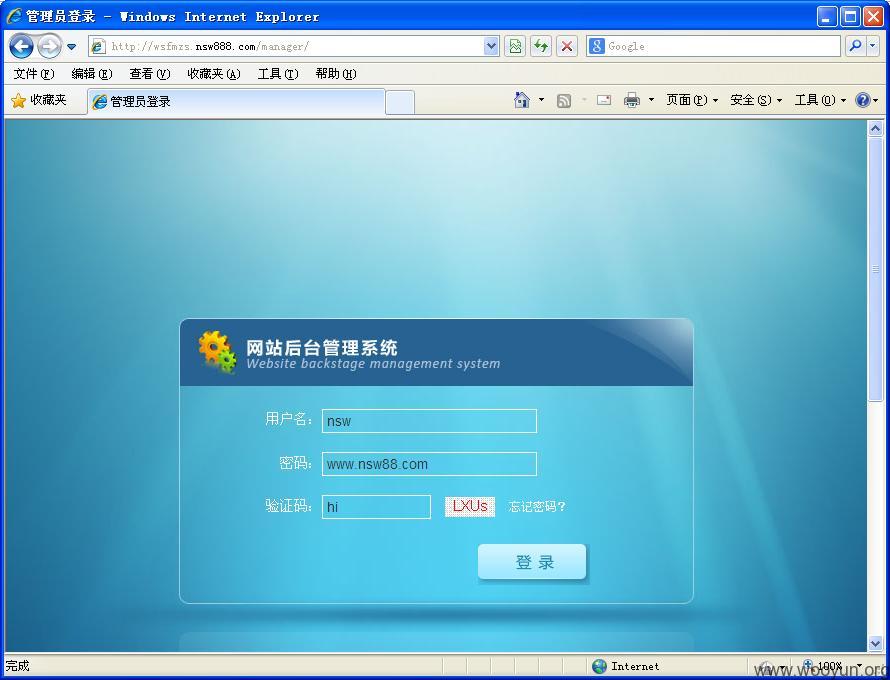 管理员登录 - Windows Internet Explorer
http://wsfmzs.nsw888.com/manager/
Google
文件(F) 编辑(E) 查看(V) 收藏夹(A) 工具(T) 帮助(H)
收藏夹 管理员登录 页面(P) 安全(S) 工具(O)
网站后台管理系统
Website backstage management system
用户名: nsw
密码: www.nsw88.com
验证码: hi LXUs 忘记密码?
登 录
完成 Internet 100%
www.wooyun.org